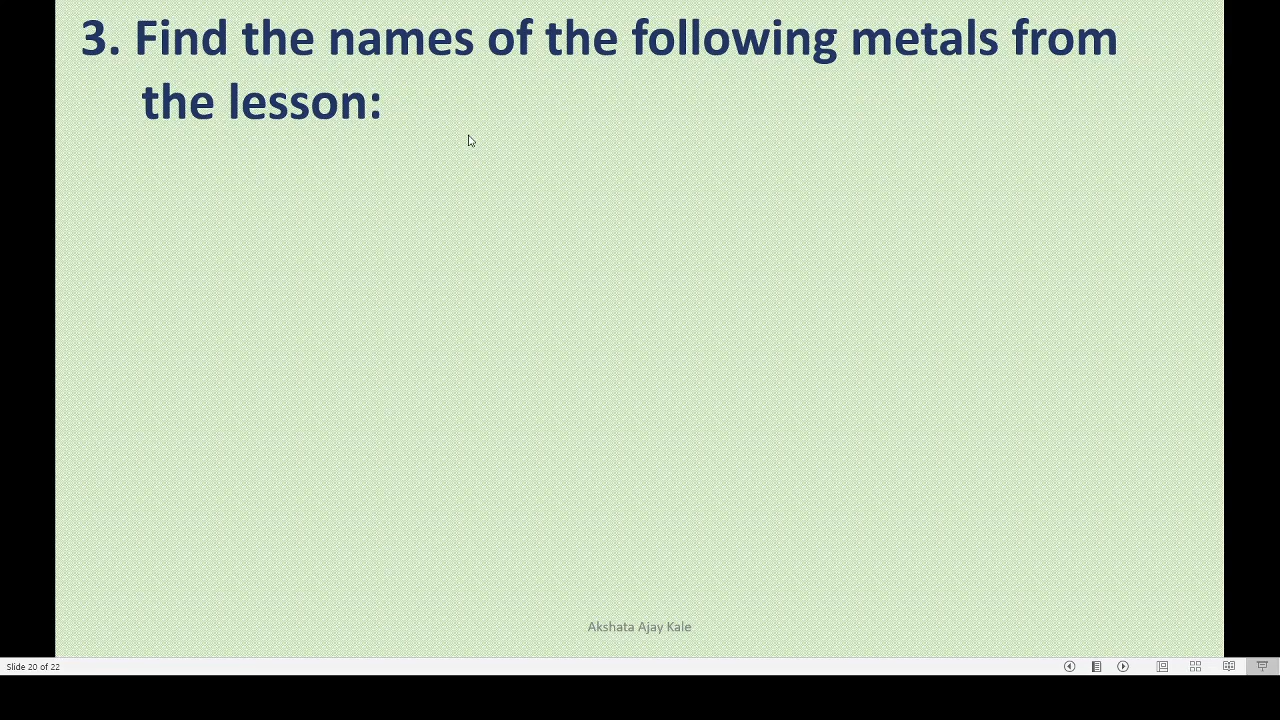 3. Find the names of the following metals from
the lesson:
Akshata Ajay Kale
Slide 20 of 22